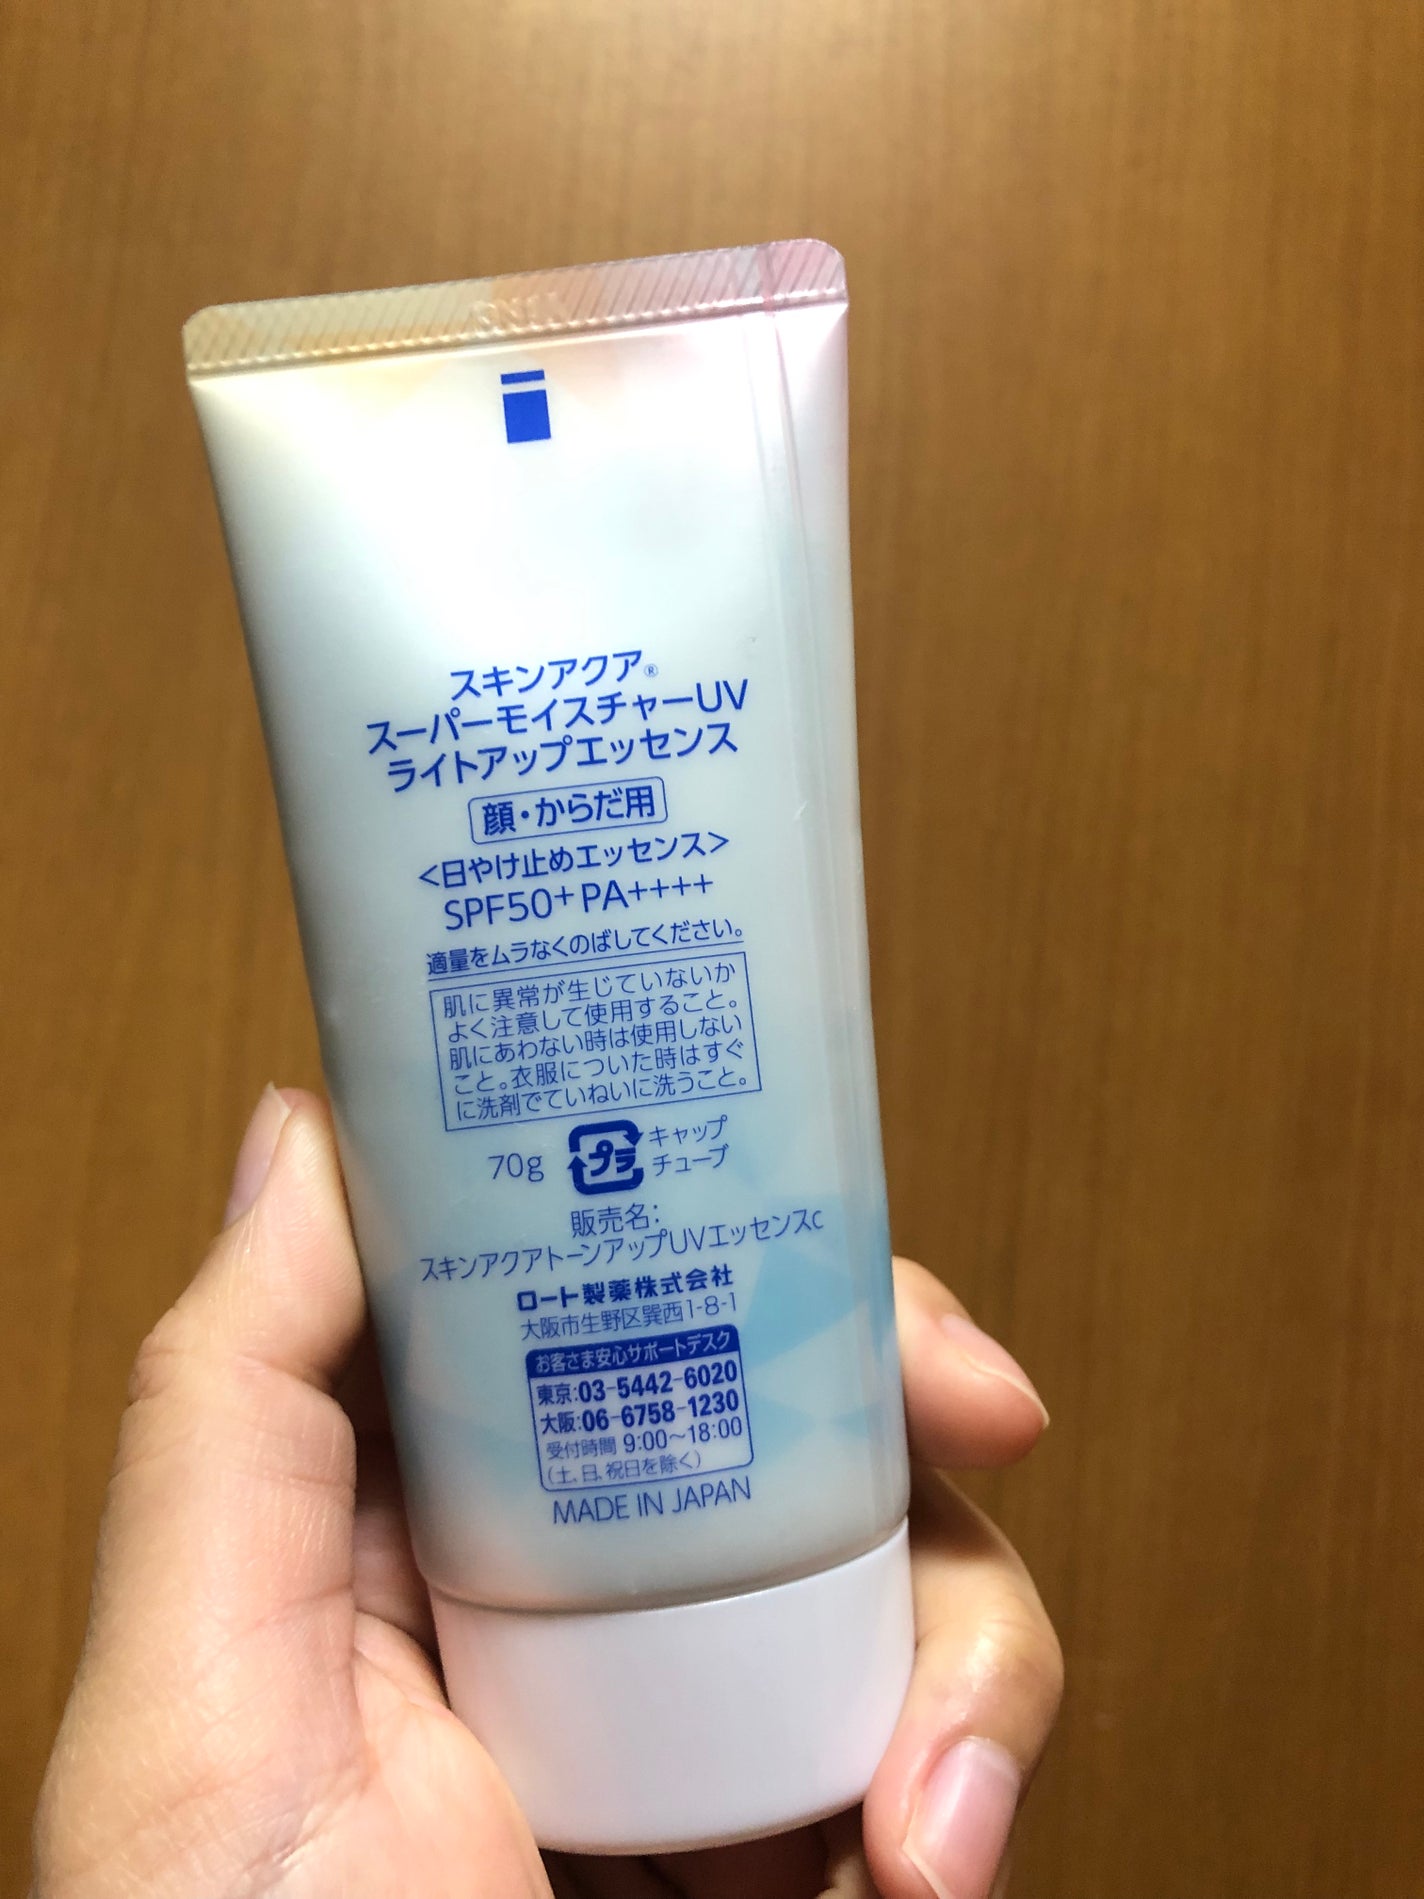 スキンアクア®
スーパーモイスチャーUV
ライトアップエッセンス
顔・からだ用
<日やけ止めエッセンス>
SPF50+ PA++++
適量をムラなくのばしてください。
肌に異常が生じていないか
よく注意して使用すること。
肌にあわない時は使用しない
こと。衣服についた時はすぐ
に洗剤でていねいに洗うこと。
70g プラ キャップ
チューブ
販売名:
スキンアクアトーンアップUVエッセンスc
ロート製薬株式会社
大阪市生野区巽西1-8-1
お客さま安心サポートデスク
東京:03-5442-6020
大阪:06-6758-1230
受付時間 9:00~18:00
(土、日、祝日を除く)
MADE IN JAPAN